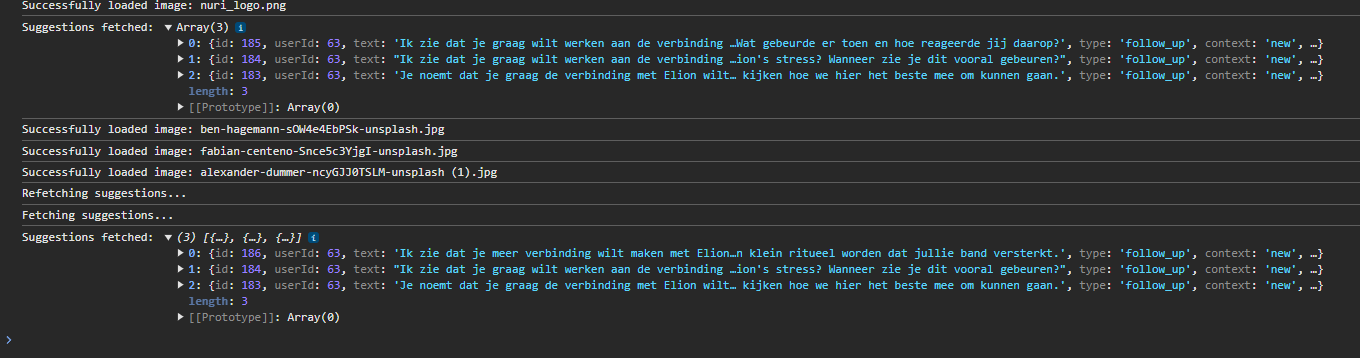 Successfully loaded image: nuri_logo.png
Suggestions fetched: ▼ Array(3) i
▶ 0: {id: 185, userId: 63, text: 'Ik zie dat je graag wilt werken aan de verbinding …Wat gebeurde er toen en hoe reageerde jij daarop?', type: 'follow_up', context: 'new', …}
▶ 1: {id: 184, userId: 63, text: "Ik zie dat je graag wilt werken aan de verbinding …ion's stress? Wanneer zie je dit vooral gebeuren?", type: 'follow_up', context: 'new', …}
▶ 2: {id: 183, userId: 63, text: 'Je noemt dat je graag de verbinding met Elion wilt… kijken hoe we hier het beste mee om kunnen gaan.', type: 'follow_up', context: 'new', …}
length: 3
▶ [[Prototype]]: Array(0)
Successfully loaded image: ben-hagemann-sOW4e4EbPSk-unsplash.jpg
Successfully loaded image: fabian-centeno-Snce5c3YjgI-unsplash.jpg
Successfully loaded image: alexander-dummer-ncyGJJ0TSLM-unsplash (1).jpg
Refetching suggestions...
Fetching suggestions...
Suggestions fetched: ▼ (3) [{…}, {…}, {…}] i
▶ 0: {id: 186, userId: 63, text: 'Ik zie dat je meer verbinding wilt maken met Elion…n klein ritueel worden dat jullie band versterkt.', type: 'follow_up', context: 'new', …}
▶ 1: {id: 184, userId: 63, text: "Ik zie dat je graag wilt werken aan de verbinding …ion's stress? Wanneer zie je dit vooral gebeuren?", type: 'follow_up', context: 'new', …}
▶ 2: {id: 183, userId: 63, text: 'Je noemt dat je graag de verbinding met Elion wilt… kijken hoe we hier het beste mee om kunnen gaan.', type: 'follow_up', context: 'new', …}
length: 3
▶ [[Prototype]]: Array(0)